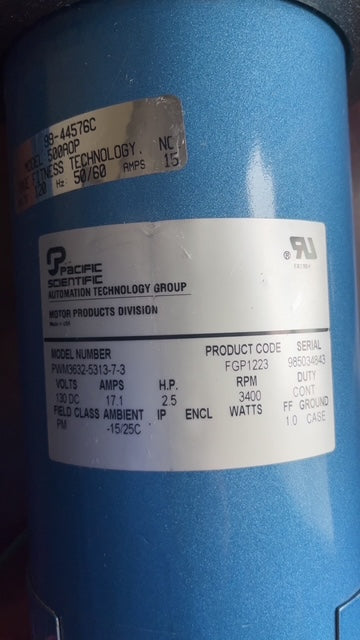 98-44576C
MODEL 500AOP
FITNESS TECHNOLOGY, NC
120 Hz: 50/60 AMPS 15
PACIFIC
SCIENTIFIC
AUTOMATION TECHNOLOGY GROUP
MOTOR PRODUCTS DIVISION
Made in USA
MODEL NUMBER PRODUCT CODE SERIAL
PWM3632-5313-7-3 FGP1223 985034843
VOLTS AMPS H.P. RPM DUTY
130 DC 17.1 2.5 3400 CONT.
FIELD CLASS AMBIENT IP ENCL WATTS FF GROUND
PM -15/25C 1.0 CASE